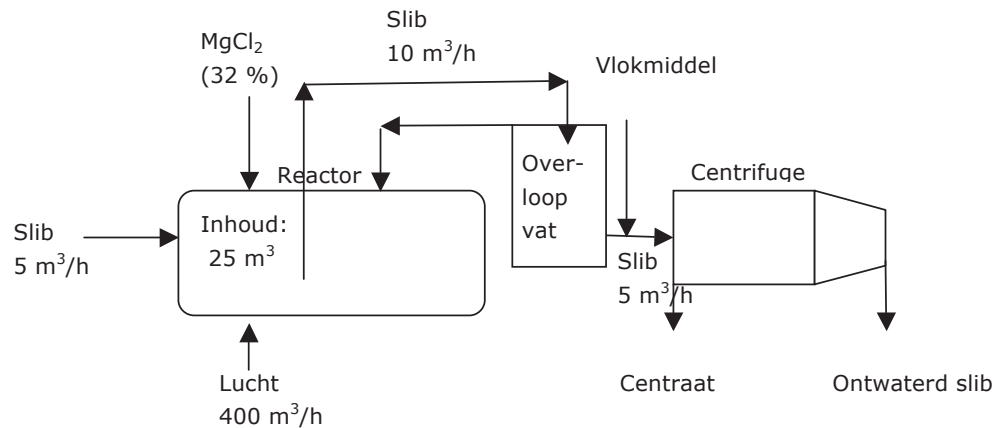 Slib
10 m³/h
MgCl₂
(32 %)
Vlokmiddel
Reactor
Over-
loop
vat
Centrifuge
Inhoud:
25 m³
Slib
5 m³/h
Slib
5 m³/h
Lucht
400 m³/h
Centraat
Ontwaterd slib